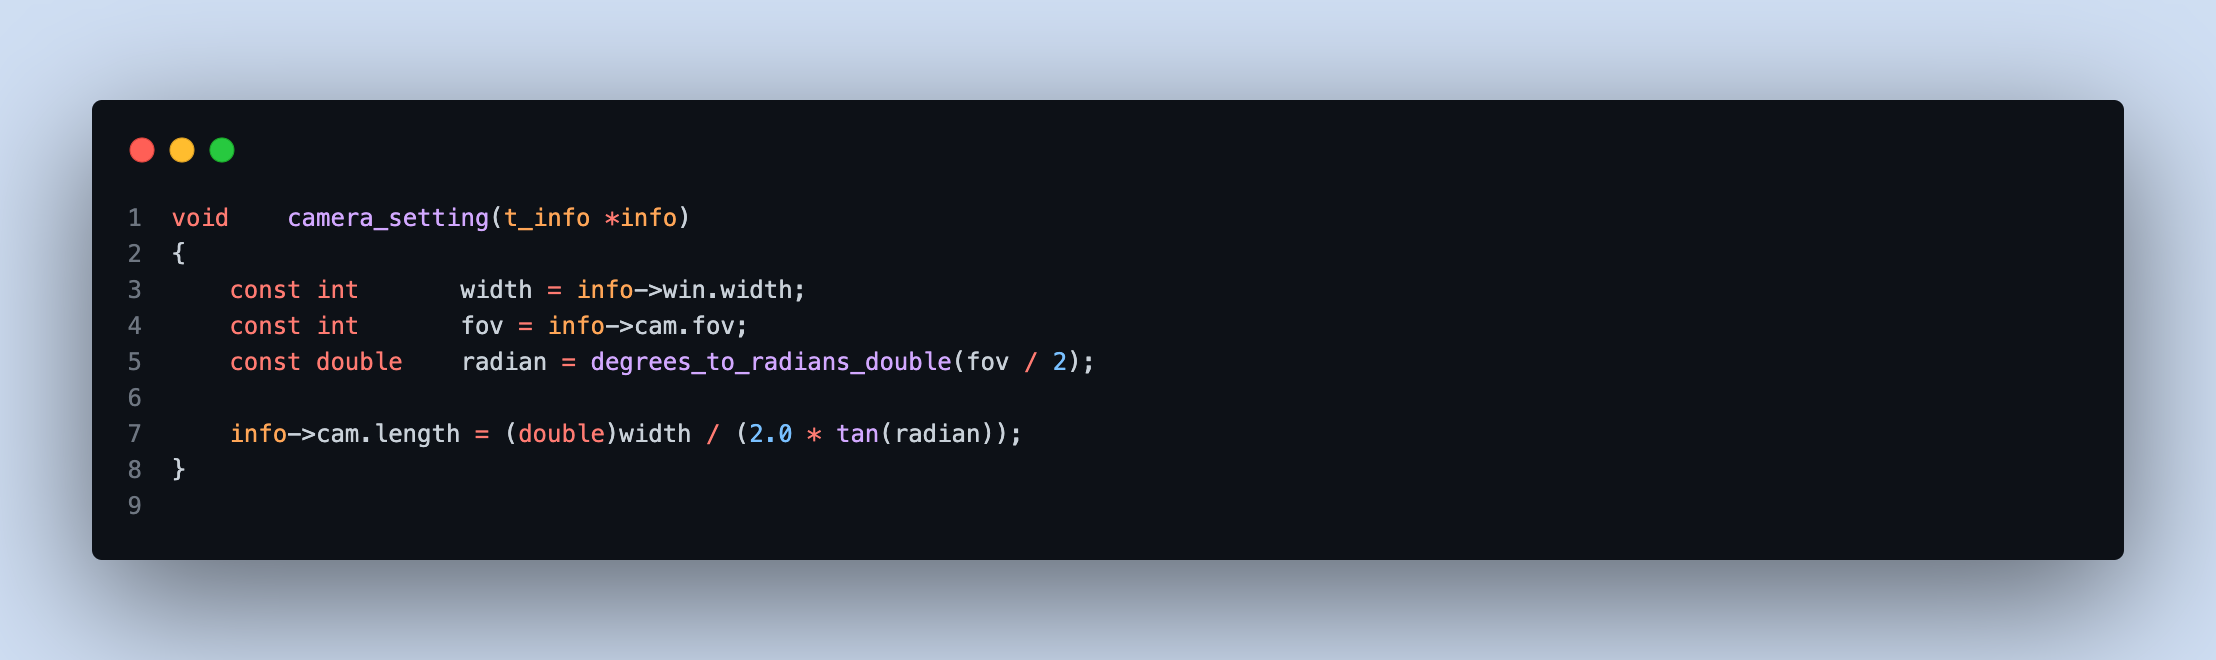 1 void    camera_setting(t_info *info)
2 {
3     const int       width = info->win.width;
4     const int       fov = info->cam.fov;
5     const double    radian = degrees_to_radians_double(fov / 2);
6
7     info->cam.length = (double)width / (2.0 * tan(radian));
8 }
9